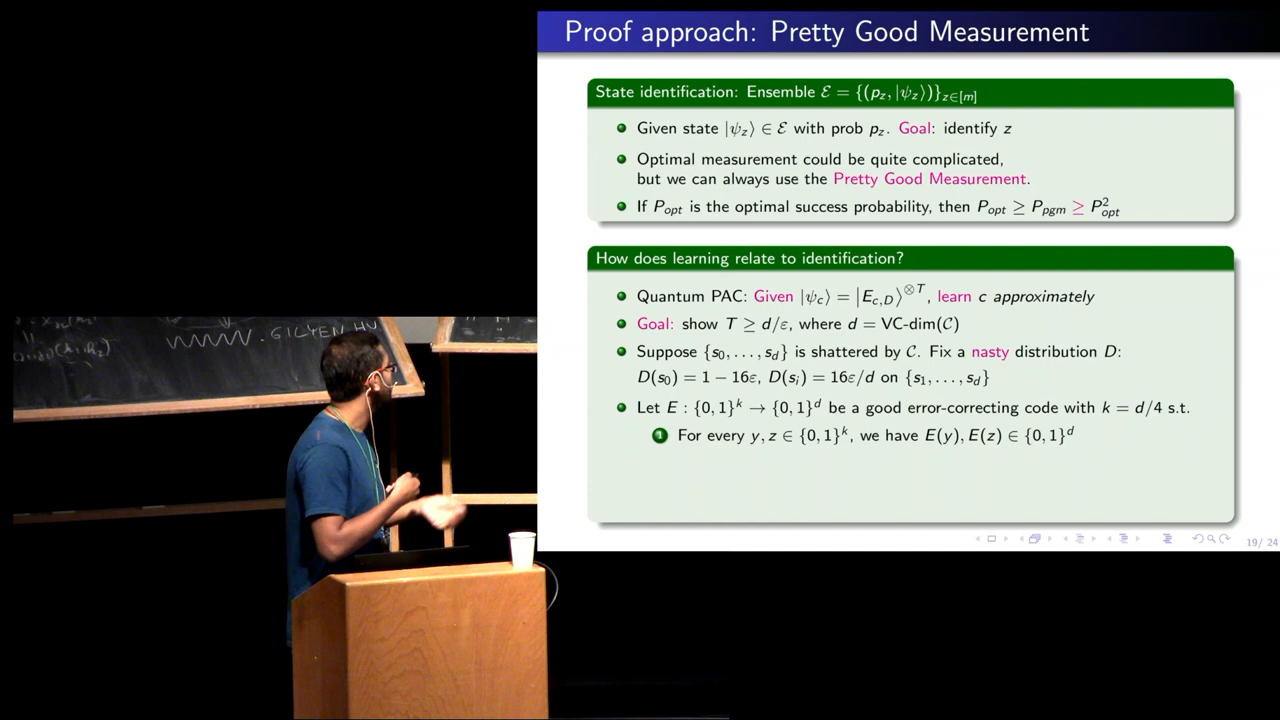 Proof approach: Pretty Good Measurement
State identification: Ensemble ℰ = {(p_z, |ψ_z⟩)}_{z∈[m]}
Given state |ψ_z⟩ ∈ ℰ with prob p_z. Goal: identify z
Optimal measurement could be quite complicated,
but we can always use the Pretty Good Measurement.
If P_opt is the optimal success probability, then P_opt ≥ P_pgm ≥ P²_opt
How does learning relate to identification?
Quantum PAC: Given |ψ_c⟩ = |E_{c,D}⟩^{⊗T}, learn c approximately
Goal: show T ≥ d/ε, where d = VC-dim(𝒞)
Suppose {s_0, . . . , s_d} is shattered by 𝒞. Fix a nasty distribution D:
D(s_0) = 1 − 16ε, D(s_i) = 16ε/d on {s_1, . . . , s_d}
Let E : {0, 1}^k → {0, 1}^d be a good error-correcting code with k = d/4 s.t.
1 For every y, z ∈ {0, 1}^k, we have E(y), E(z) ∈ {0, 1}^d
19/ 24
. GILYEN